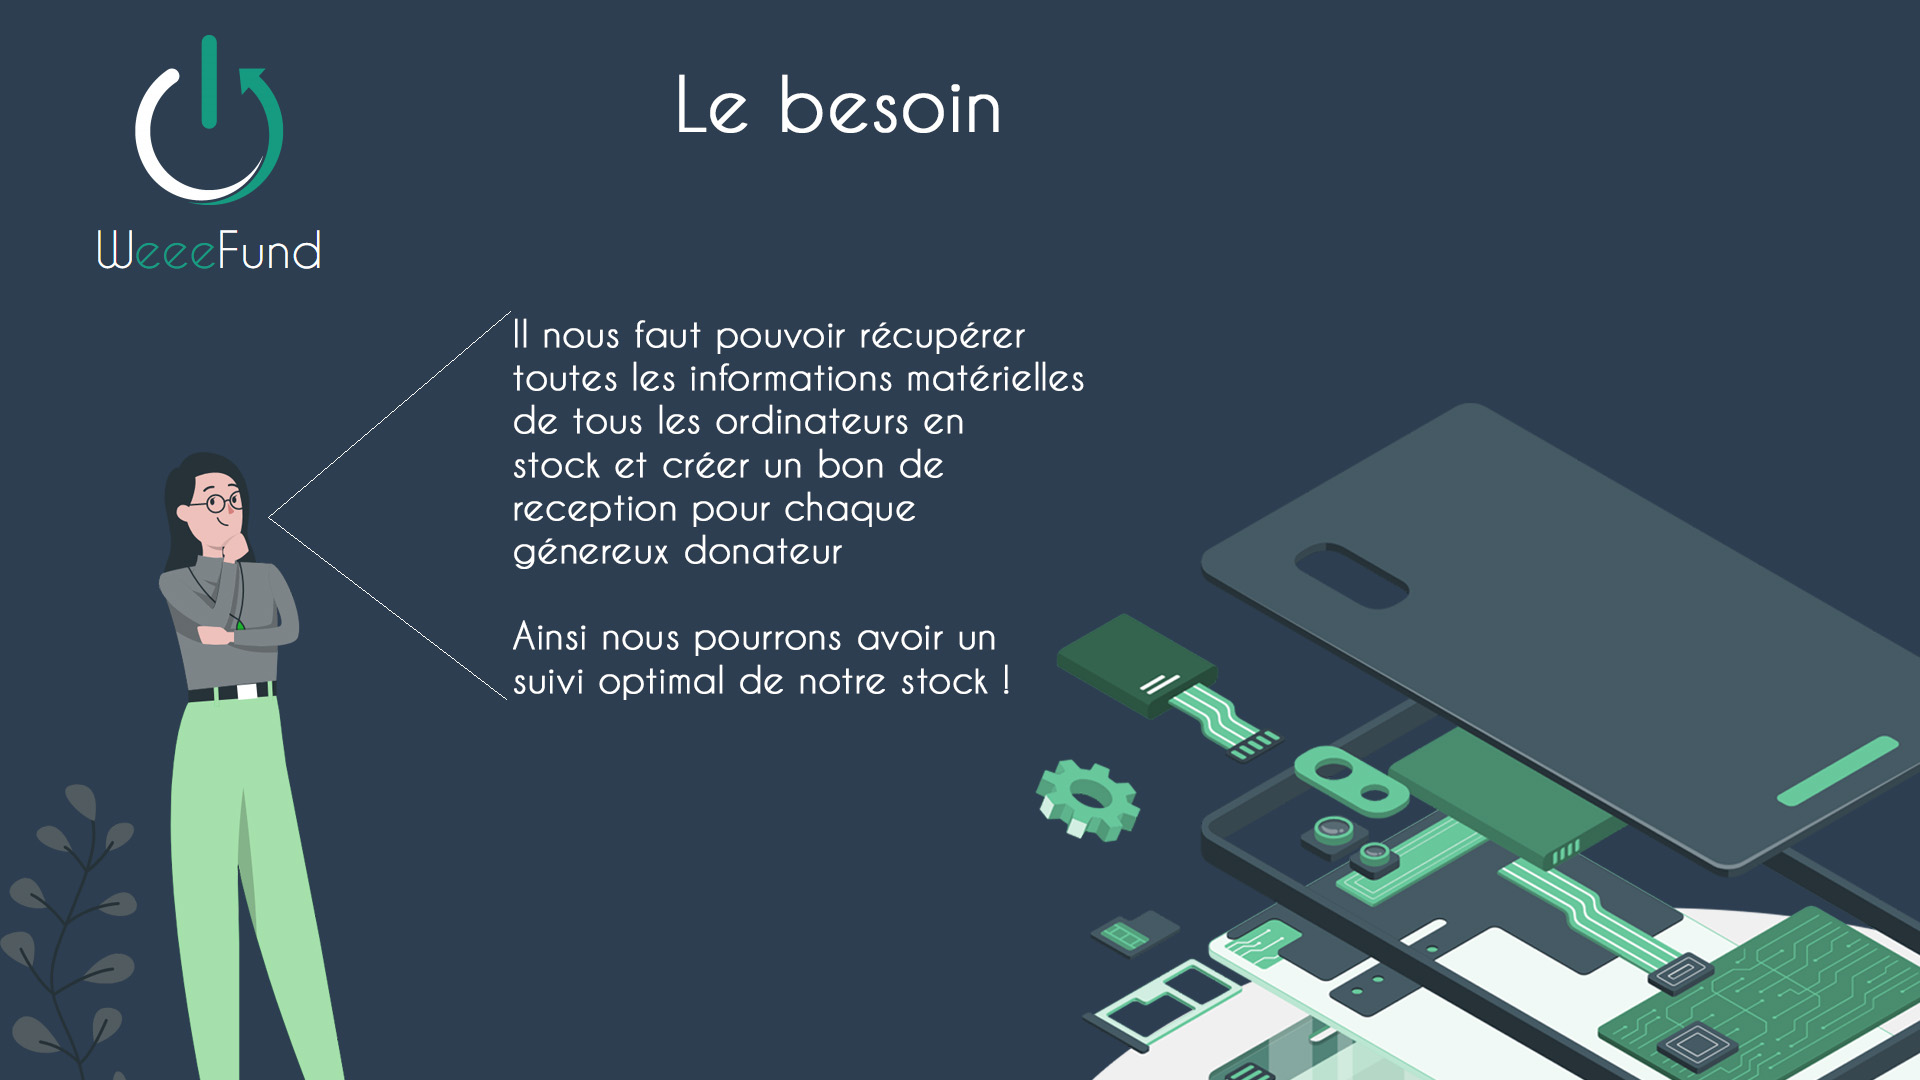 Le besoin
WeeeFund
Il nous faut pouvoir récupérer
toutes les informations matérielles
de tous les ordinateurs en
stock et créer un bon de
reception pour chaque
génereux donateur
Ainsi nous pourrons avoir un
suivi optimal de notre stock !